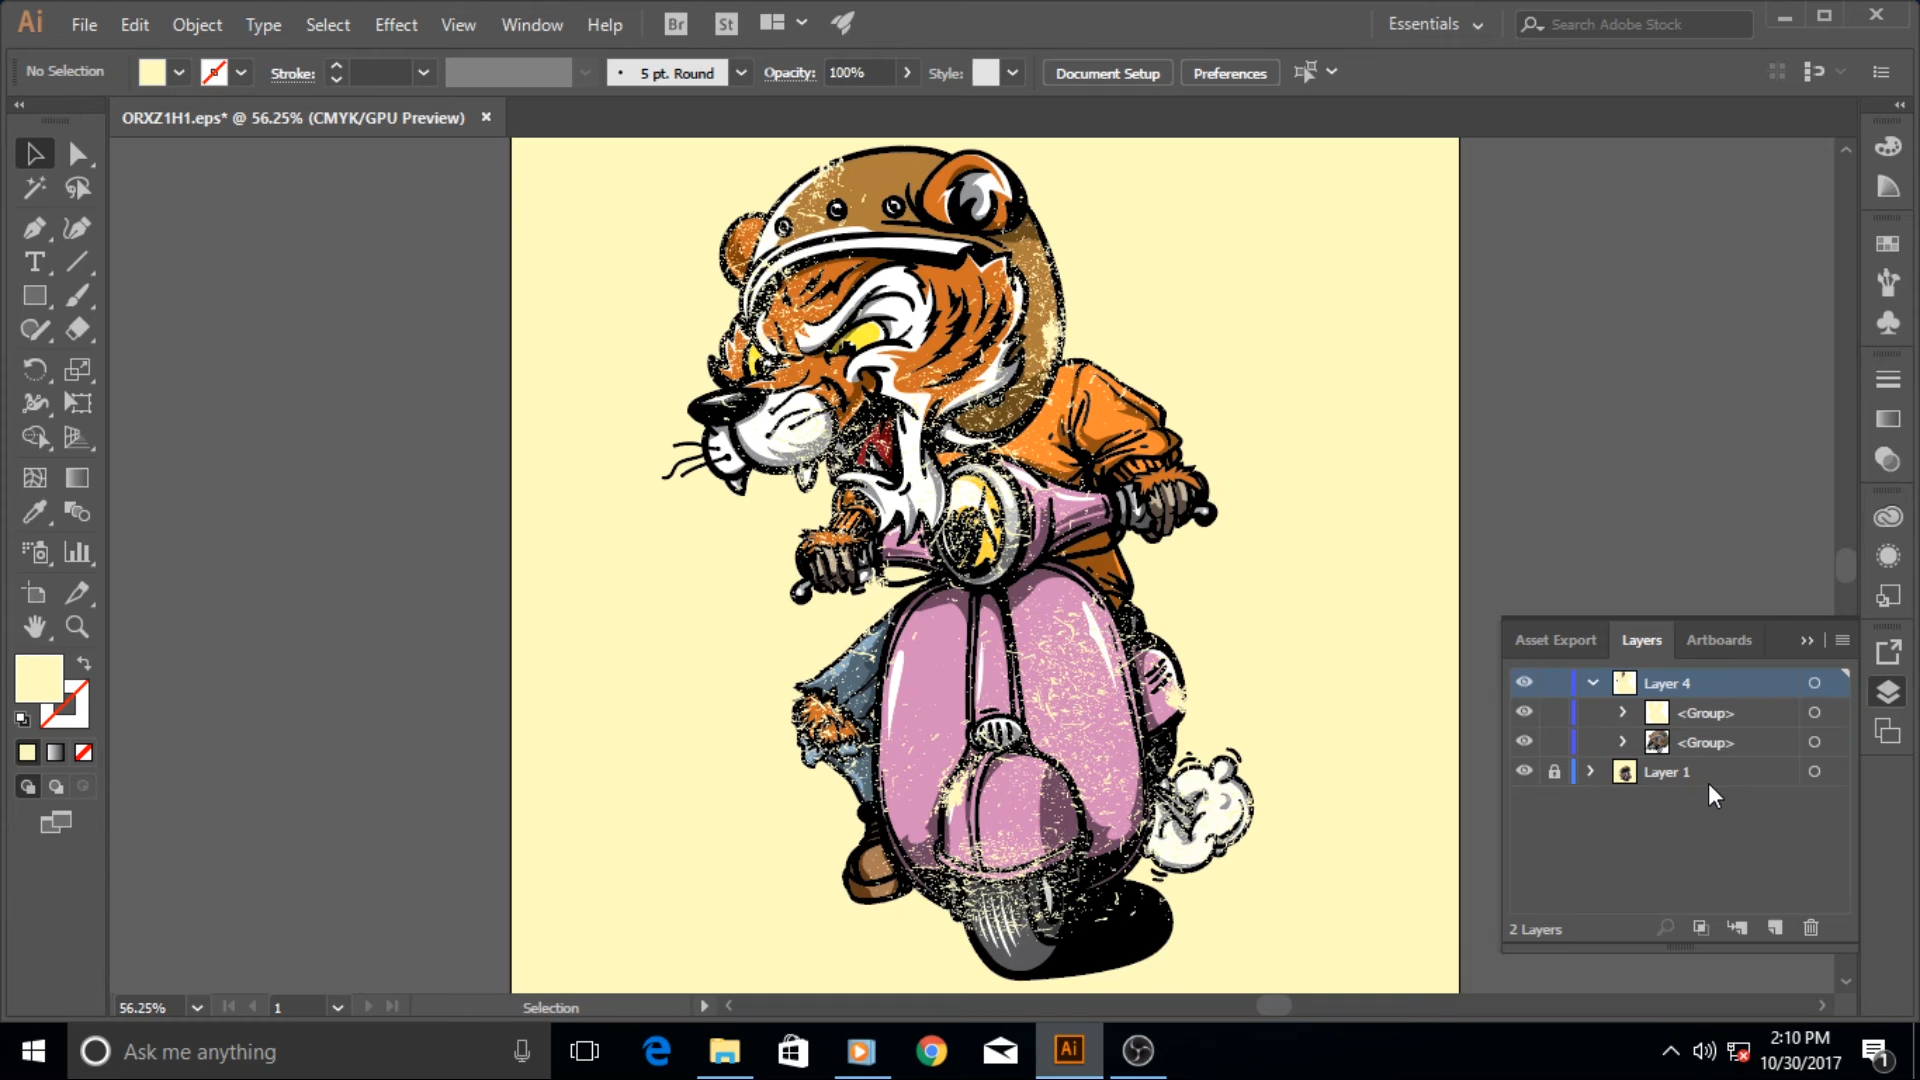 Ai File Edit Object Type Select Effect View Window Help Br St Essentials Search Adobe Stock
No Selection Stroke: 5 pt. Round Opacity: 100% Style: Document Setup Preferences
ORXZ1H1.eps* @ 56.25% (CMYK/GPU Preview)
Asset Export Layers Artboards
Layer 4
<Group>
<Group>
Layer 1
2 Layers
56.25% 1 Selection
Ask me anything Ai
2:10 PM
10/30/2017
1